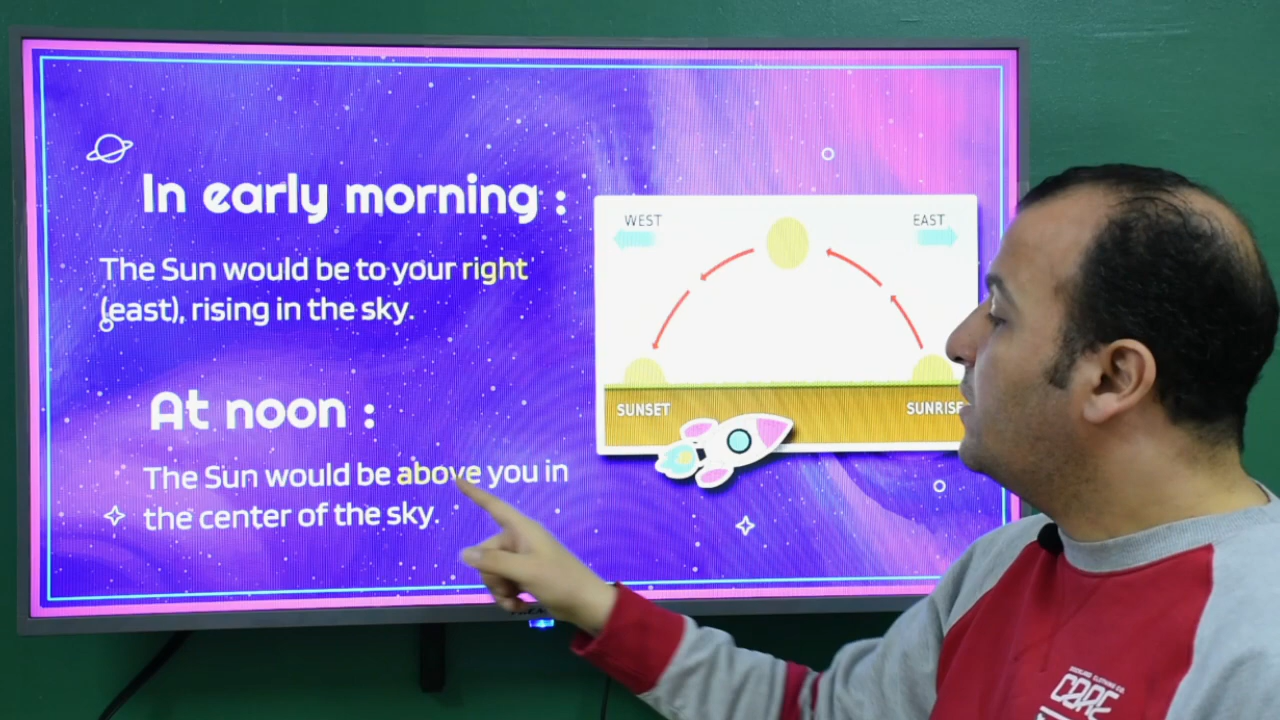 In early morning :
The Sun would be to your right
(east), rising in the sky.
At noon :
The Sun would be above you in
the center of the sky.
WEST
EAST
SUNSET
SUNRISE
CORE